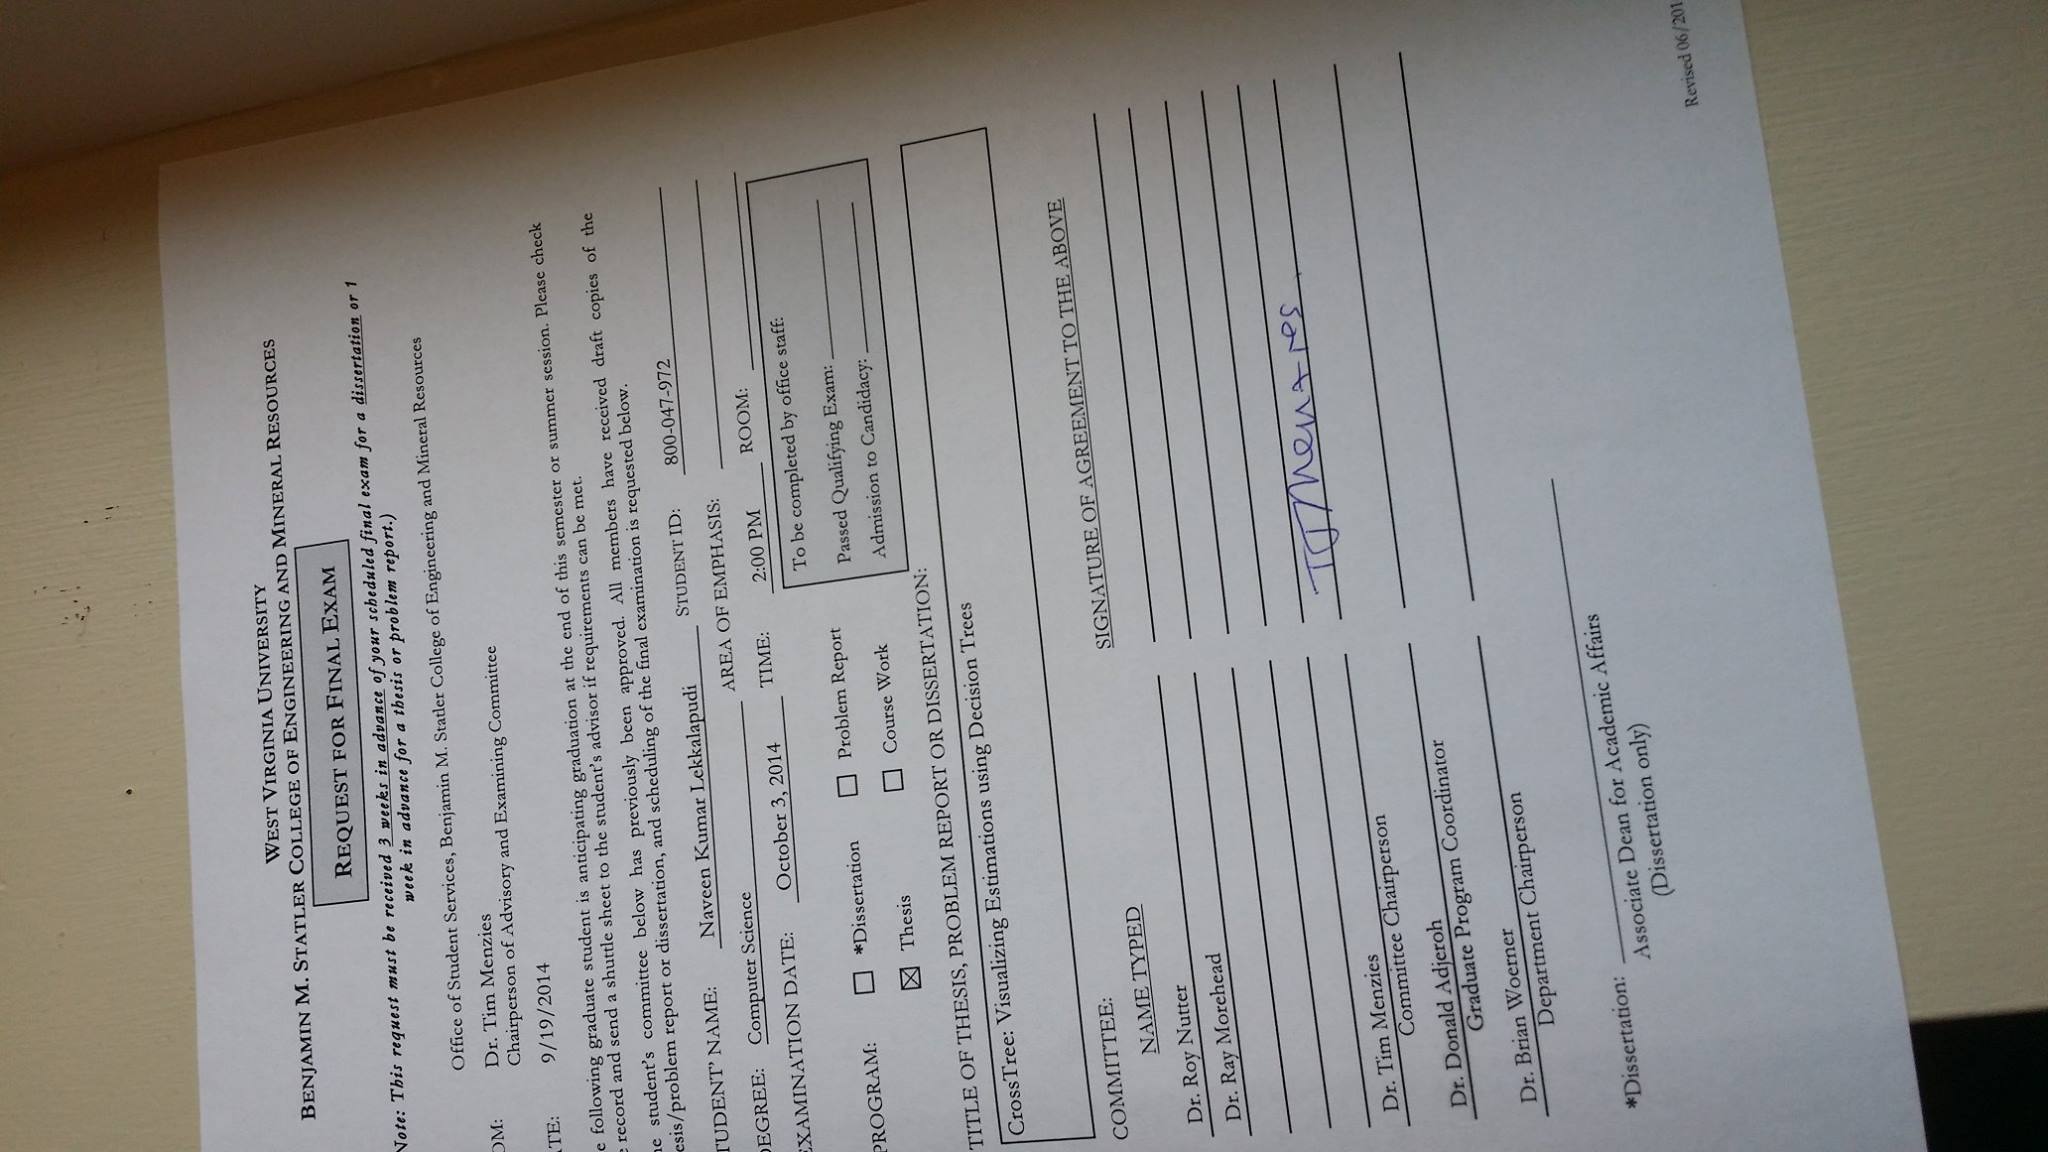 WEST VIRGINIA UNIVERSITY
BENJAMIN M. STATLER COLLEGE OF ENGINEERING AND MINERAL RESOURCES
REQUEST FOR FINAL EXAM
Note: This request must be received 3 weeks in advance of your scheduled final exam for a dissertation or 1
week in advance for a thesis or problem report.)
Office of Student Services, Benjamin M. Statler College of Engineering and Mineral Resources
OM: Dr. Tim Menzies
Chairperson of Advisory and Examining Committee
ATE: 9/19/2014
e following graduate student is anticipating graduation at the end of this semester or summer session. Please check
e record and send a shuttle sheet to the student's advisor if requirements can be met.
he student's committee below has previously been approved. All members have received draft copies of the
esis/problem report or dissertation, and scheduling of the final examination is requested below.
TUDENT' NAME: Naveen Kumar Lekkalapudi STUDENT ID: 800-047-972
DEGREE: Computer Science AREA OF EMPHASIS:
EXAMINATION DATE: October 3, 2014 TIME: 2:00 PM ROOM:
To be completed by office staff:
PROGRAM: *Dissertation Problem Report Passed Qualifying Exam:
☒ Thesis Course Work Admission to Candidacy:
TITLE OF THESIS, PROBLEM REPORT OR DISSERTATION:
CrossTree: Visualizing Estimations using Decision Trees
COMMITTEE:
NAME TYPED SIGNATURE OF AGREEMENT TO THE ABOVE
Dr. Roy Nutter
Dr. Ray Morehead
Dr. Tim Menzies
Committee Chairperson
Dr. Donald Adjeroh
Graduate Program Coordinator
Dr. Brian Woerner
Department Chairperson
*Dissertation:
Associate Dean for Academic Affairs
(Dissertation only)
Revised 06/201